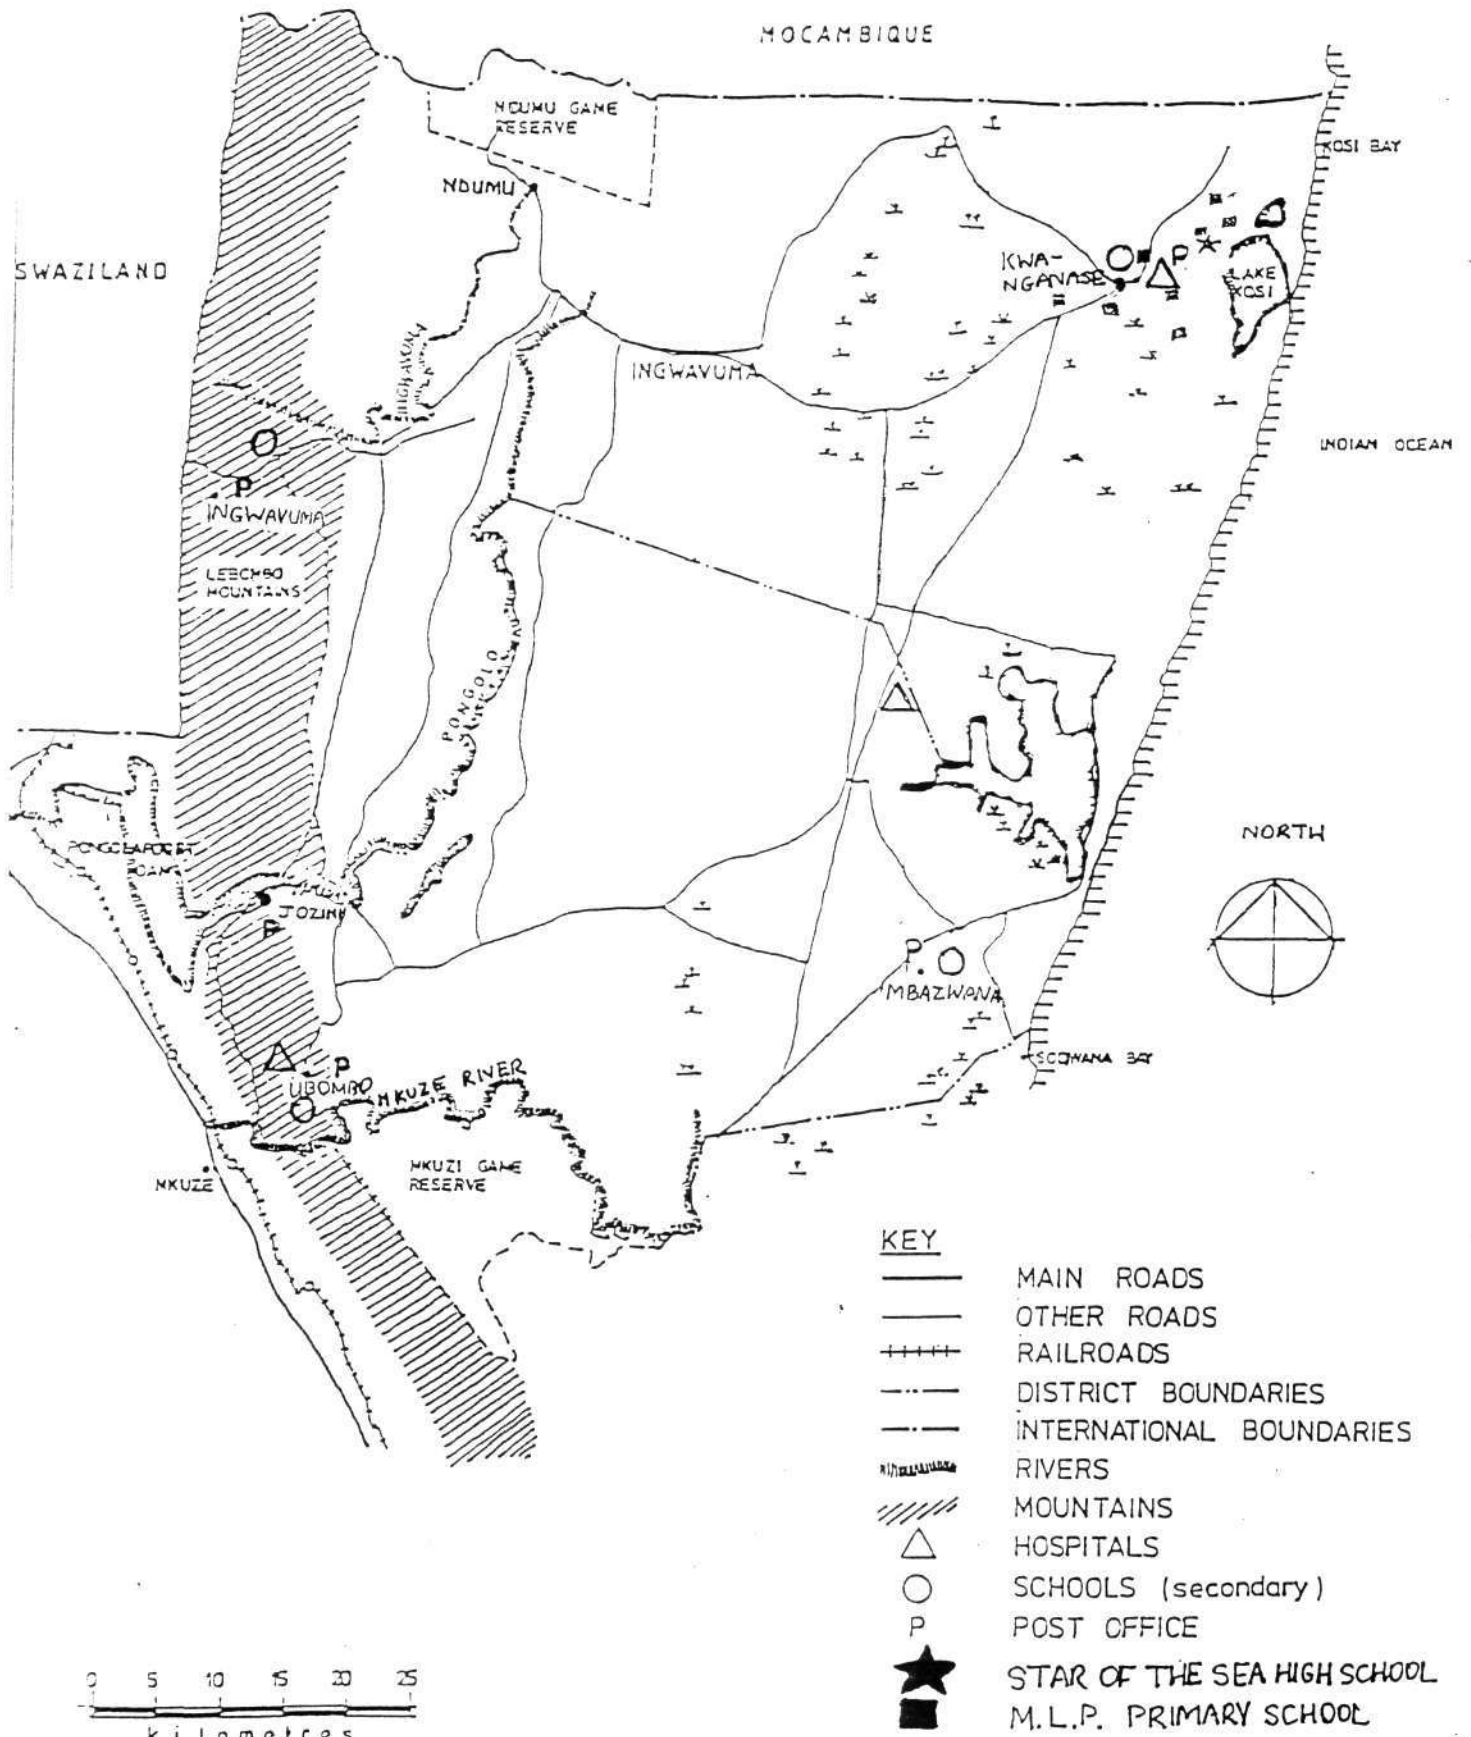 MOCAMBIQUE
NDUMU GAME
RESERVE
KOSI BAY
NDUMU
SWAZILAND
KWA-
NGANASE
P
LAKE
KOSI
INGWAVUMA
INGWAVUMA
INDIAN OCEAN
P
INGWAVUMA
LEBOMBO
MOUNTAINS
PONGOLO
NORTH
PONGOLAPOORT
DAM
JOZINI
P
P.
MBAZWANA
SODWANA BAY
P
UBOMBO
MKUZE RIVER
MKUZI GAME
RESERVE
MKUZE
KEY
MAIN ROADS
OTHER ROADS
RAILROADS
DISTRICT BOUNDARIES
INTERNATIONAL BOUNDARIES
RIVERS
MOUNTAINS
HOSPITALS
SCHOOLS (secondary)
P POST OFFICE
STAR OF THE SEA HIGH SCHOOL
M.L.P. PRIMARY SCHOOL
0 5 10 15 20 25
kilometres